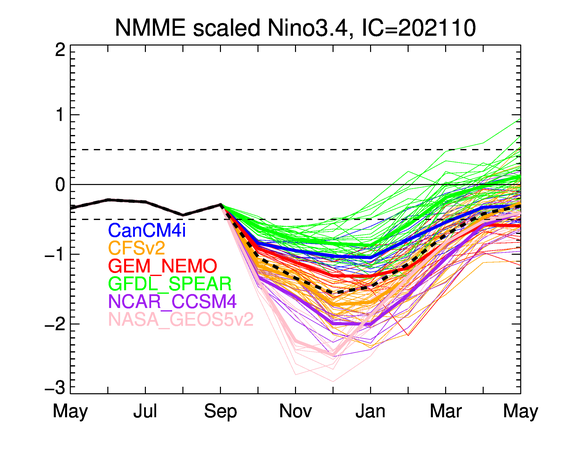 NMME scaled Nino3.4, IC=202110
2
1
0
−1
−2
−3
CanCM4i
CFSv2
GEM_NEMO
GFDL_SPEAR
NCAR_CCSM4
NASA_GEOS5v2
May Jul Sep Nov Jan Mar May